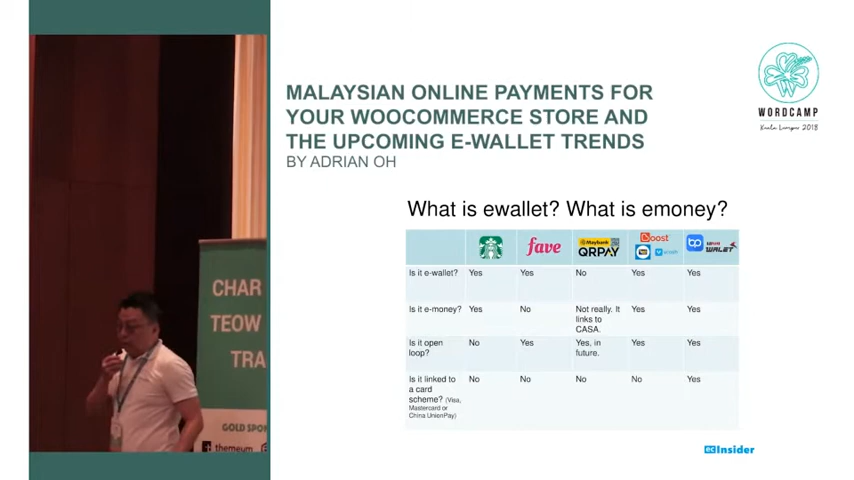 MALAYSIAN ONLINE PAYMENTS FOR
YOUR WOOCOMMERCE STORE AND
THE UPCOMING E-WALLET TRENDS
BY ADRIAN OH
WORDCAMP
Kuala Lumpur 2018
What is ewallet? What is emoney?
fave
Maybank
QRPAY
Boost
WALET
Is it e-wallet? Yes Yes No Yes Yes
Is it e-money? Yes No Not really. It
links to
CASA.
Yes Yes
Is it open
loop?
No Yes Yes, in
future.
Yes Yes
Is it linked to
a card
scheme? (Visa,
Mastercard or
China UnionPay)
No No No No Yes
ecInsider
CHAR
TEOW
TRA
GOLD SPON
themeum